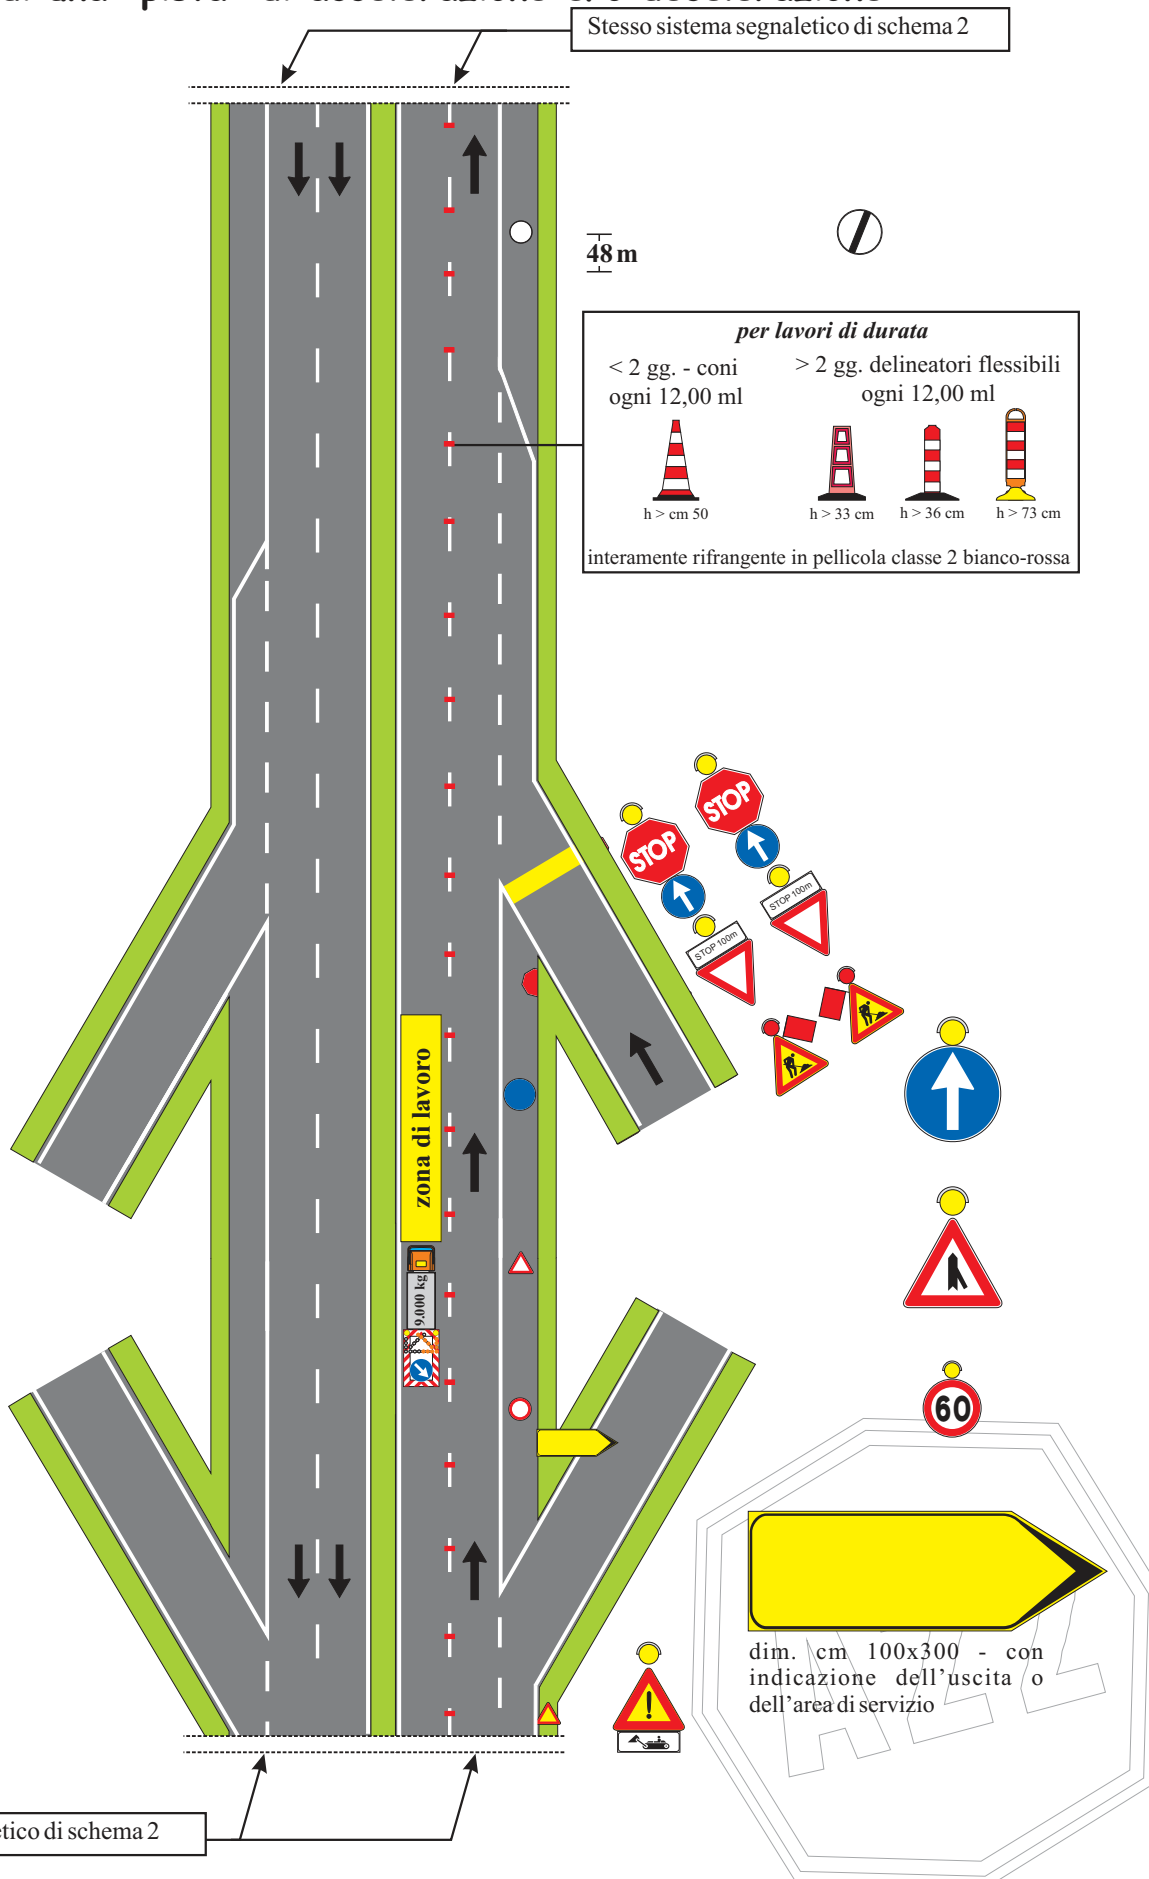 Stesso sistema segnaletico di schema 2
48 m
per lavori di durata
< 2 gg. - coni
ogni 12,00 ml
> 2 gg. delineatori flessibili
ogni 12,00 ml
h > cm 50
h > 33 cm
h > 36 cm
h > 73 cm
interamente rifrangente in pellicola classe 2 bianco-rossa
STOP
STOP
STOP 100m
STOP 100m
zona di lavoro
9.000 kg
60
dim. cm 100x300 - con
indicazione dell'uscita o
dell'area di servizio
A22
etico di schema 2